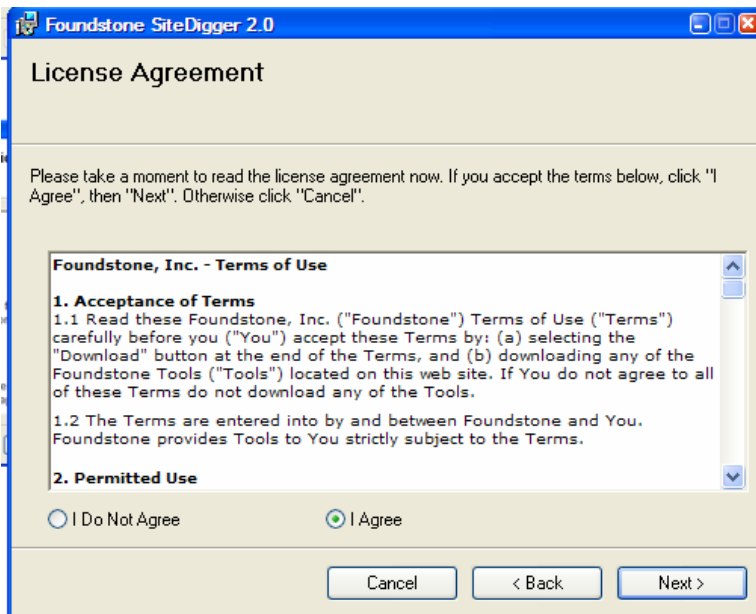 Foundstone SiteDigger 2.0
License Agreement
Please take a moment to read the license agreement now. If you accept the terms below, click "I
Agree", then "Next". Otherwise click "Cancel".
Foundstone, Inc. - Terms of Use
1. Acceptance of Terms
1.1 Read these Foundstone, Inc. ("Foundstone") Terms of Use ("Terms")
carefully before you ("You") accept these Terms by: (a) selecting the
"Download" button at the end of the Terms, and (b) downloading any of the
Foundstone Tools ("Tools") located on this web site. If You do not agree to all
of these Terms do not download any of the Tools.
1.2 The Terms are entered into by and between Foundstone and You.
Foundstone provides Tools to You strictly subject to the Terms.
2. Permitted Use
I Do Not Agree
I Agree
Cancel
< Back
Next >